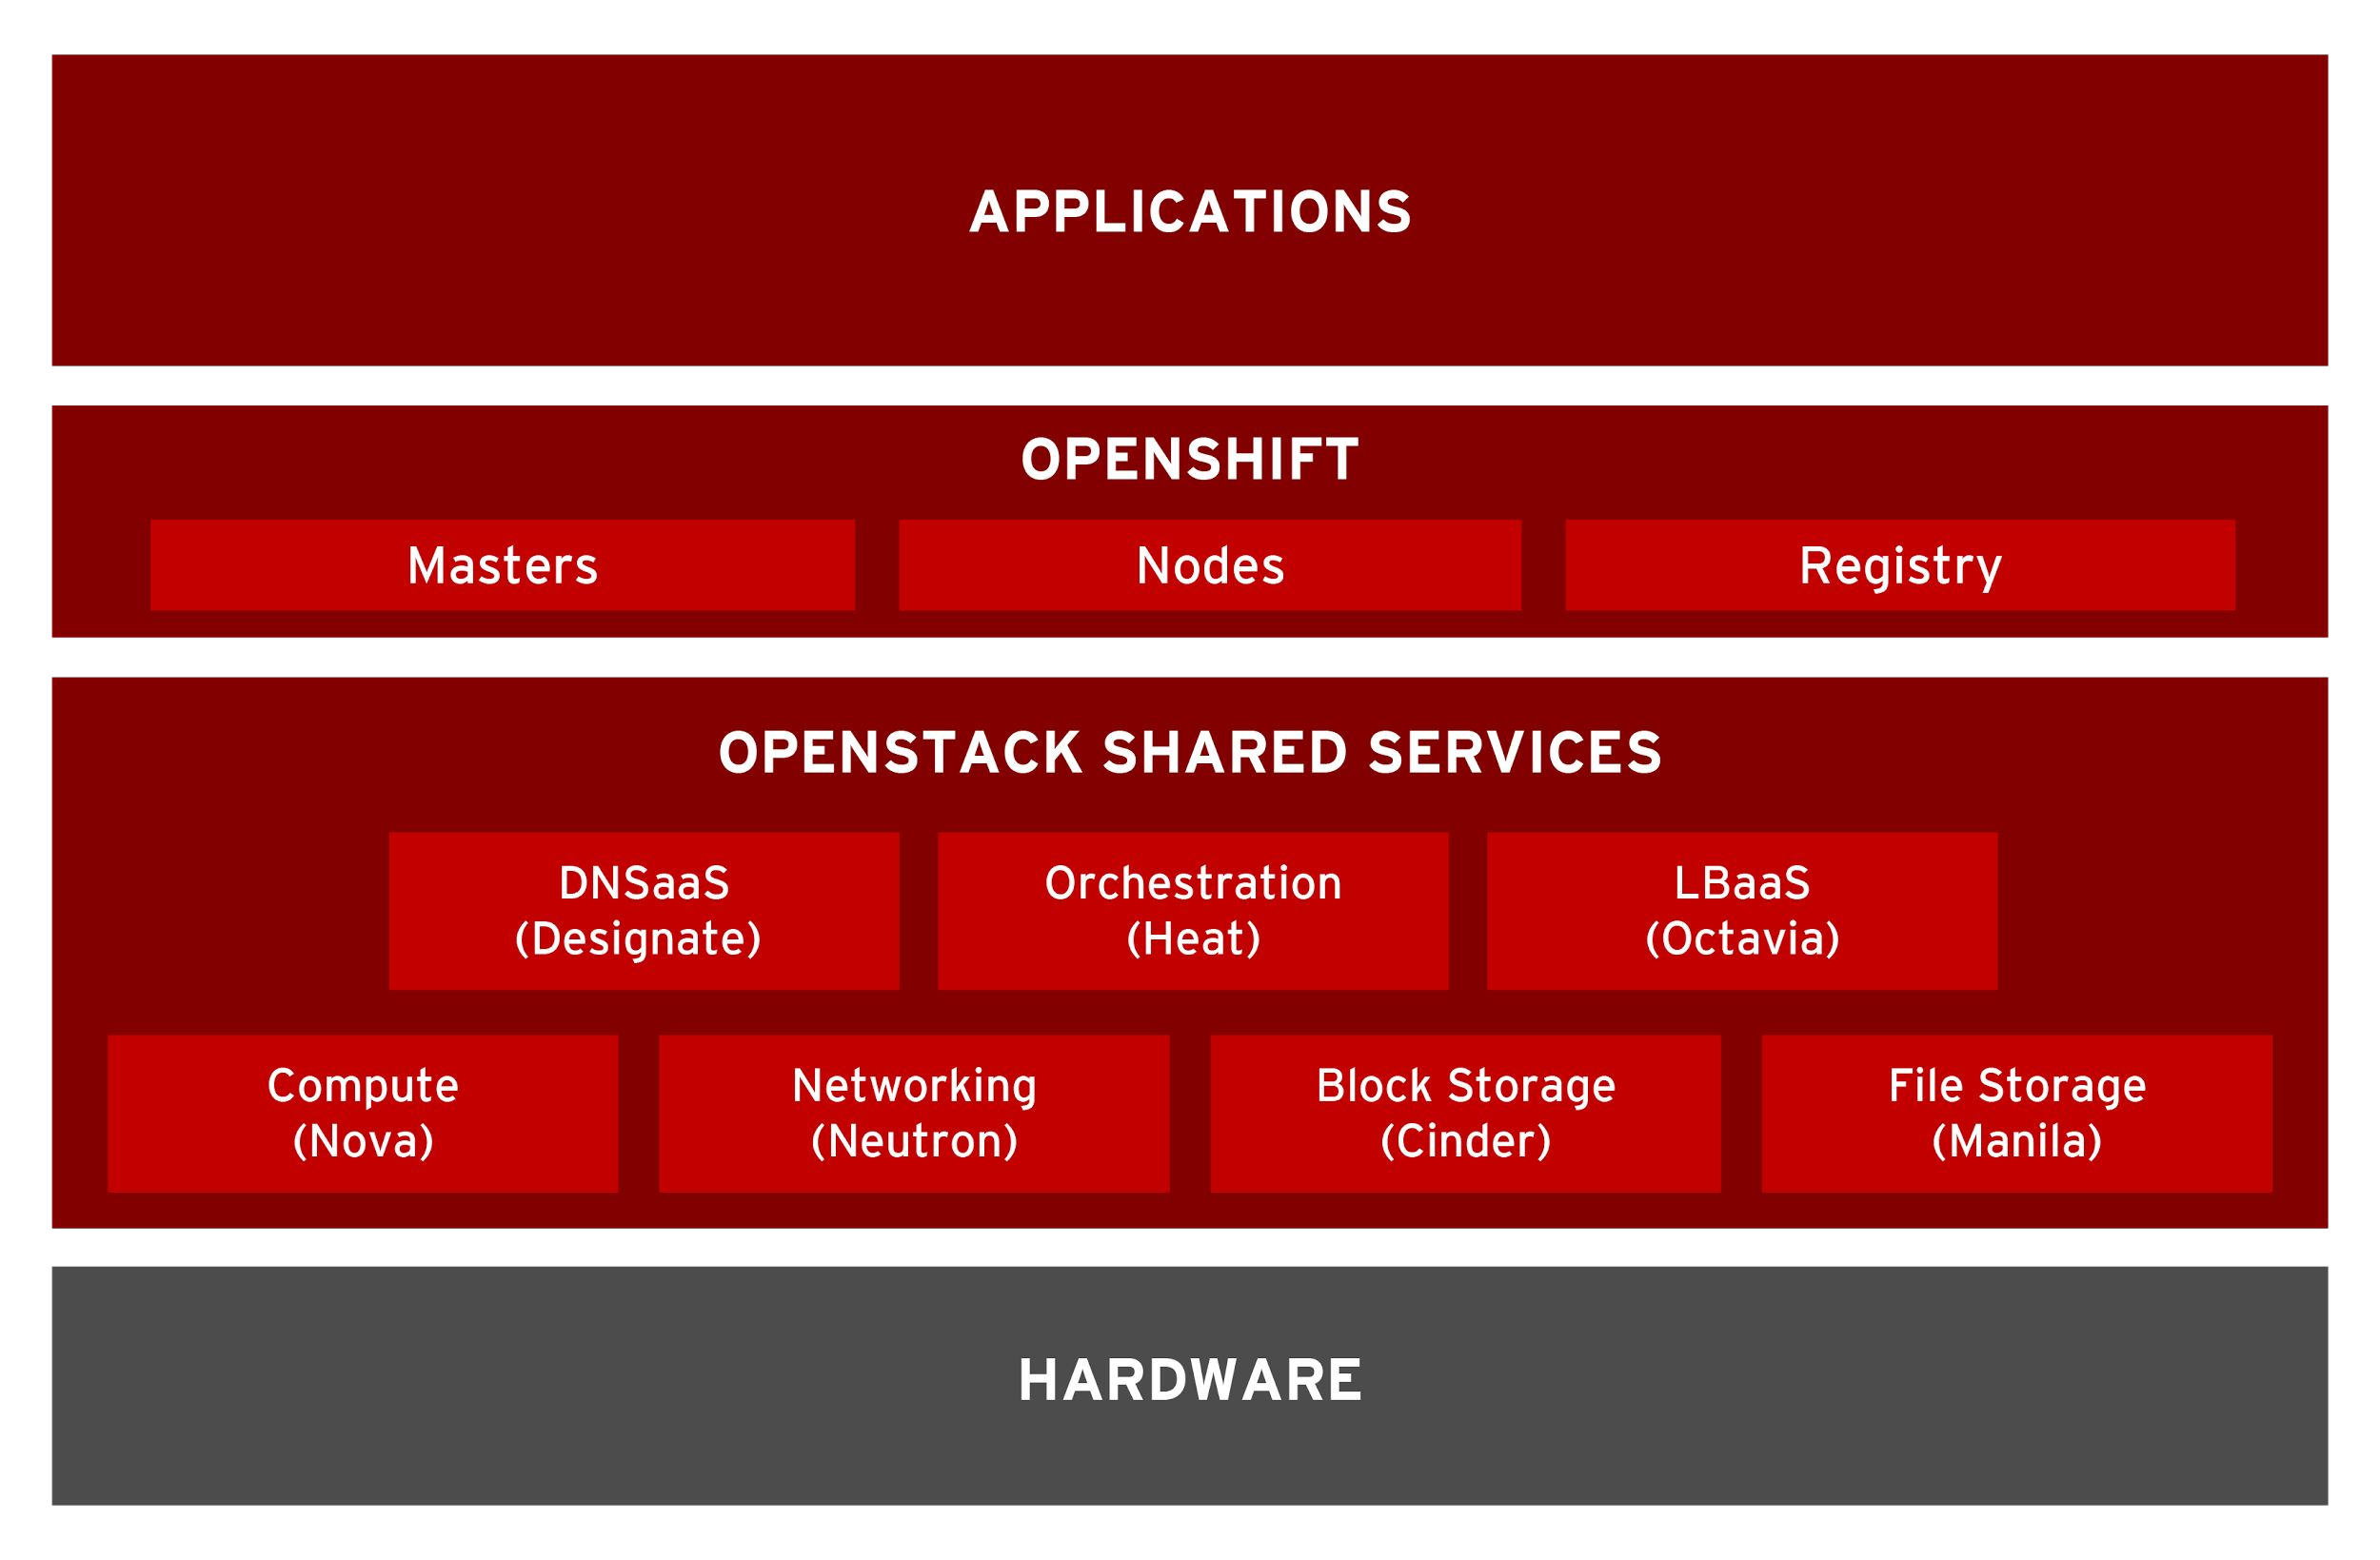 APPLICATIONS
OPENSHIFT
Masters
Nodes
Registry
OPENSTACK SHARED SERVICES
DNSaaS
(Designate)
Orchestration
(Heat)
LBaaS
(Octavia)
Compute
(Nova)
Networking
(Neutron)
Block Storage
(Cinder)
File Storage
(Manila)
HARDWARE